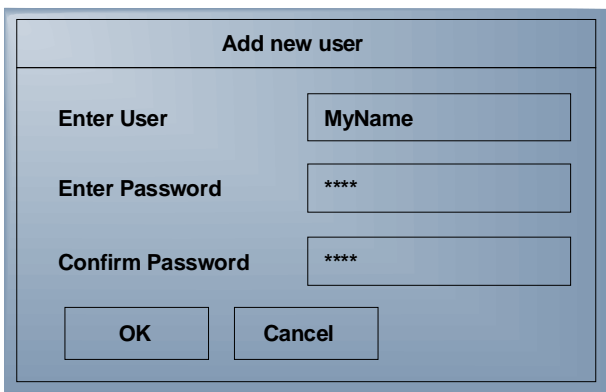 Add new user
Enter User MyName
Enter Password ****
Confirm Password ****
OK Cancel